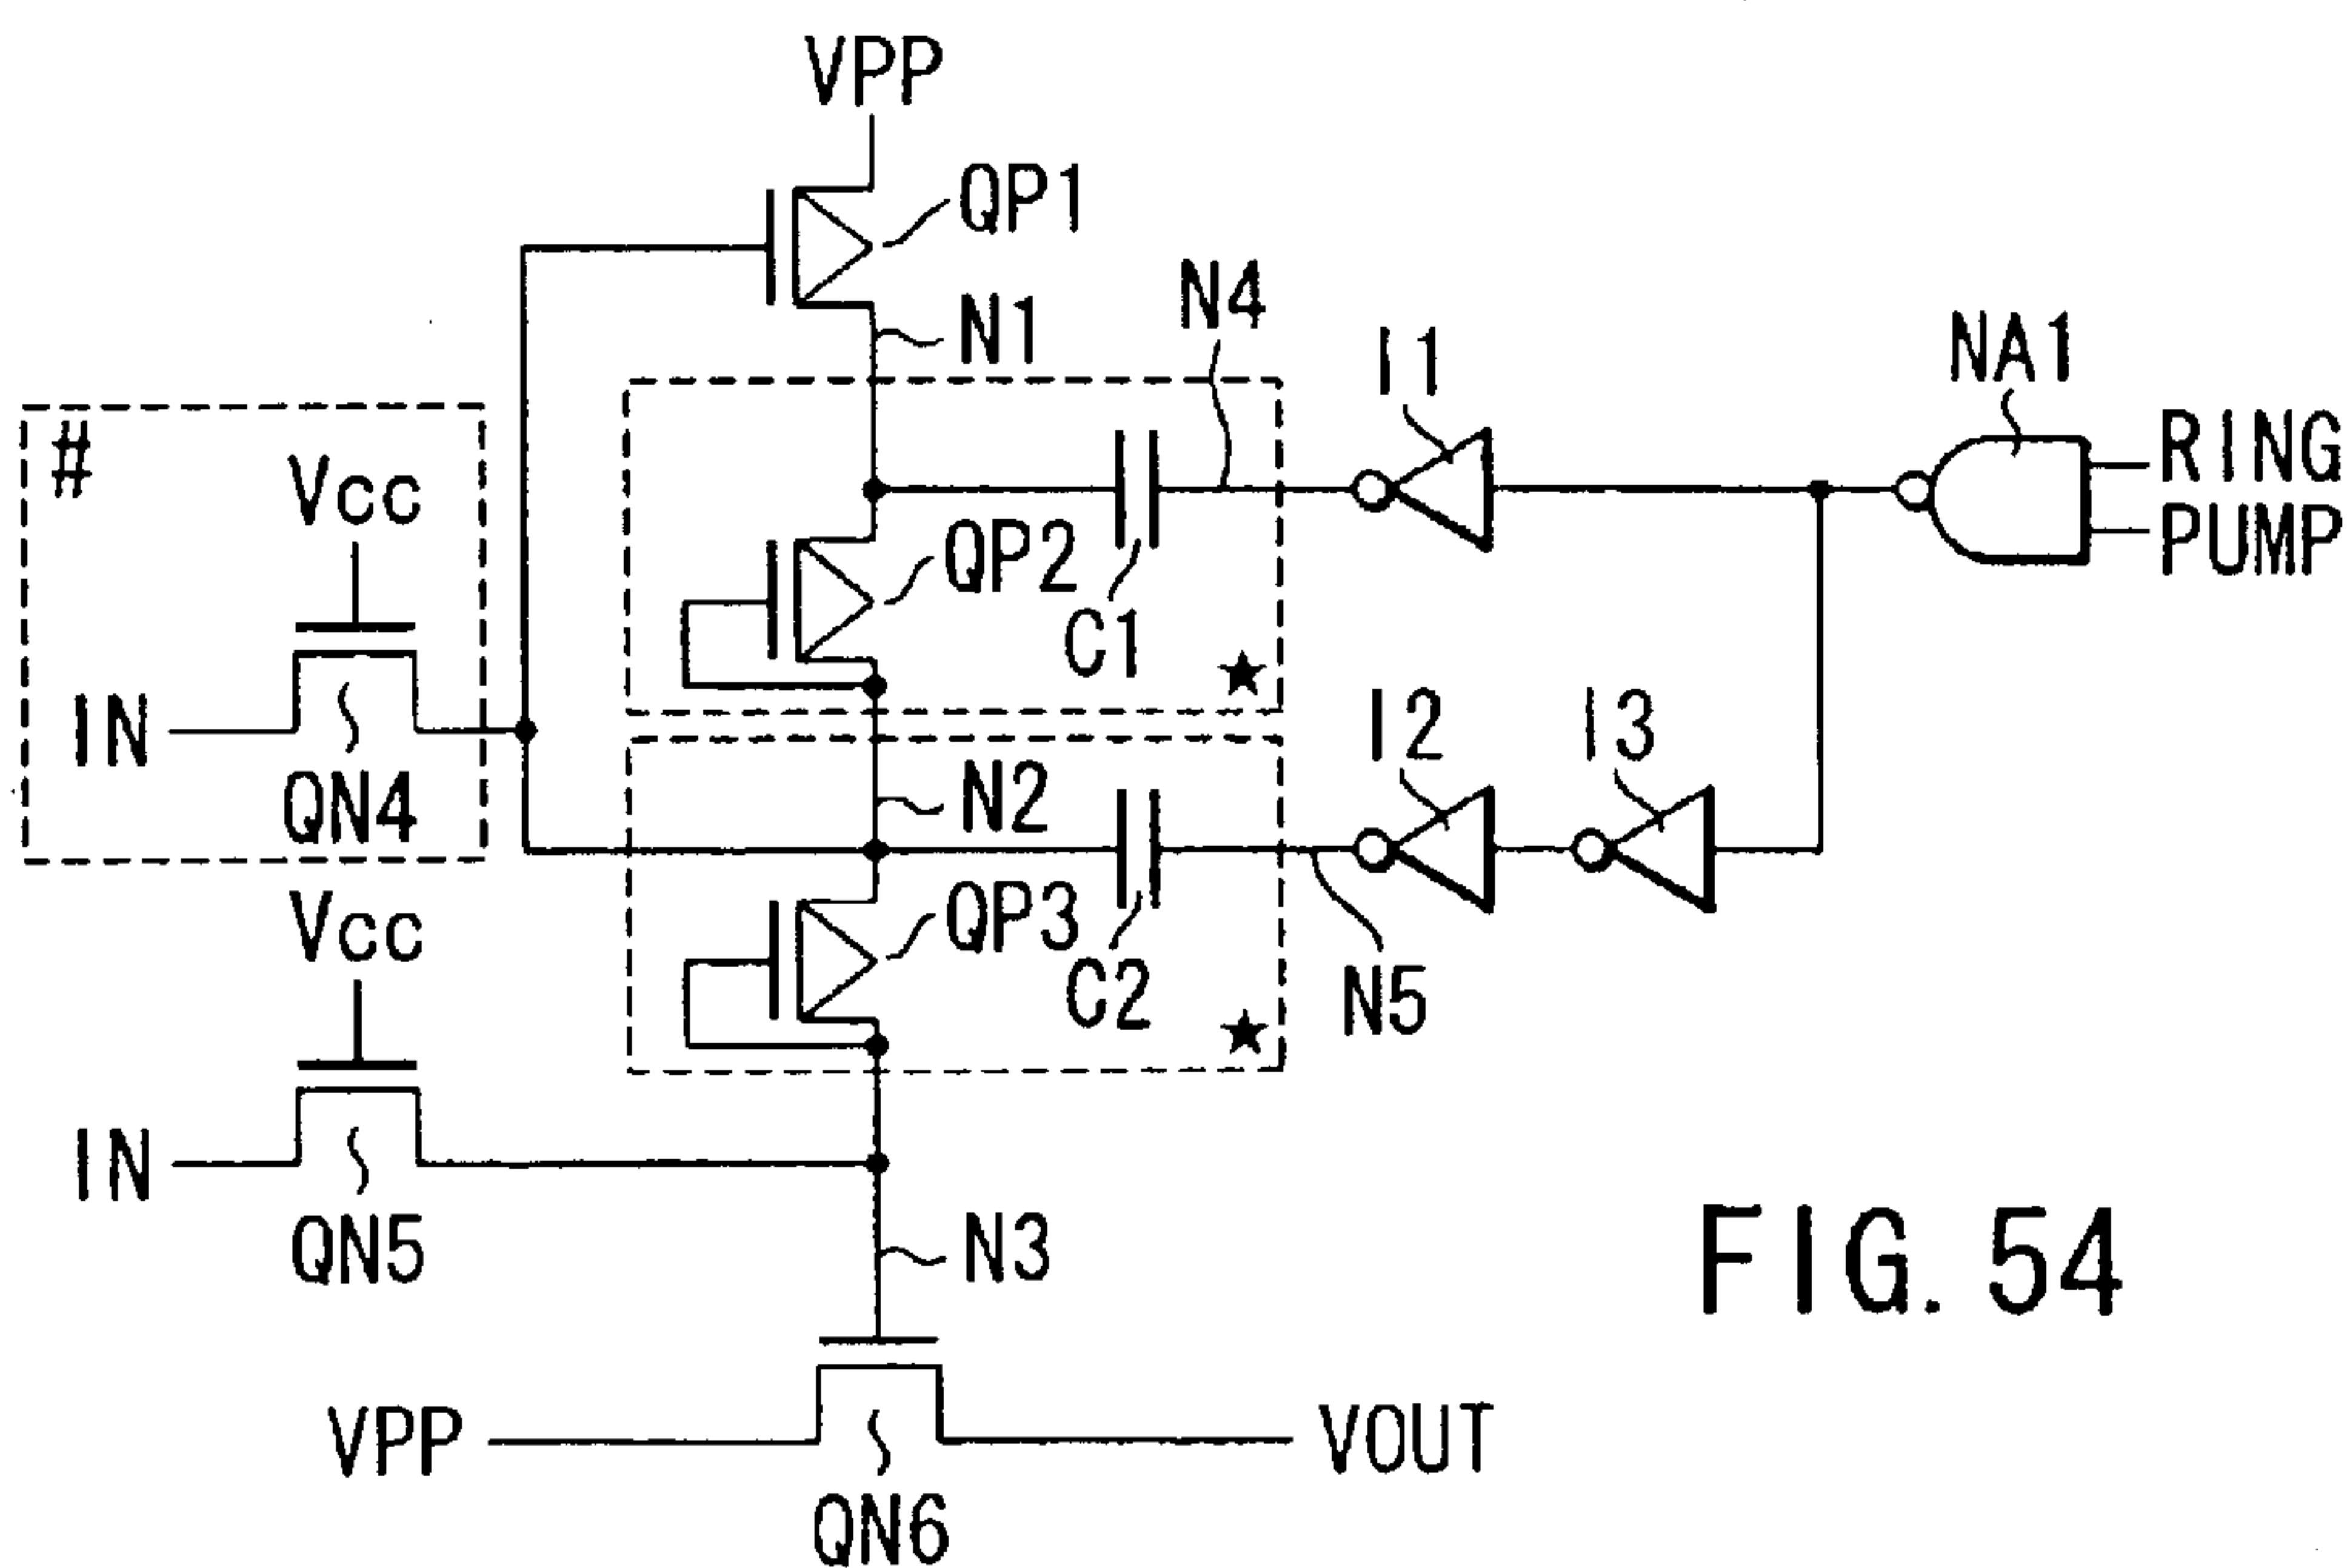 VPP
QP1
N1
N4
I1
NA1
RING
PUMP
#
Vcc
QP2
C1
★
IN
QN4
N2
I2
I3
Vcc
QP3
C2
★
N5
IN
QN5
N3
FIG. 54
VPP
VOUT
QN6